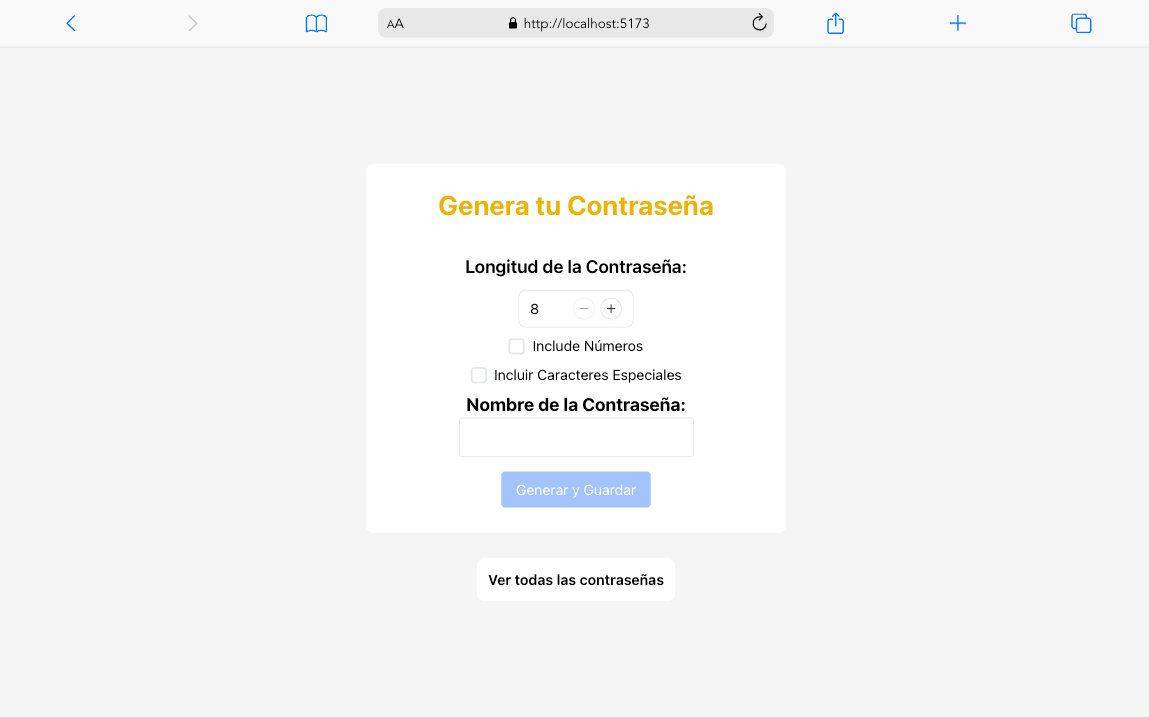 AA http://localhost:5173
Genera tu Contraseña
Longitud de la Contraseña:
8 − +
Include Números
Incluir Caracteres Especiales
Nombre de la Contraseña:
Generar y Guardar
Ver todas las contraseñas